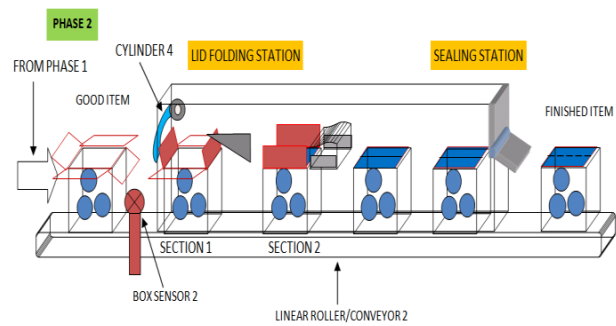 PHASE 2
CYLINDER 4
LID FOLDING STATION
SEALING STATION
FROM PHASE 1
GOOD ITEM
FINISHED ITEM
SECTION 1
SECTION 2
BOX SENSOR 2
LINEAR ROLLER/CONVEYOR 2